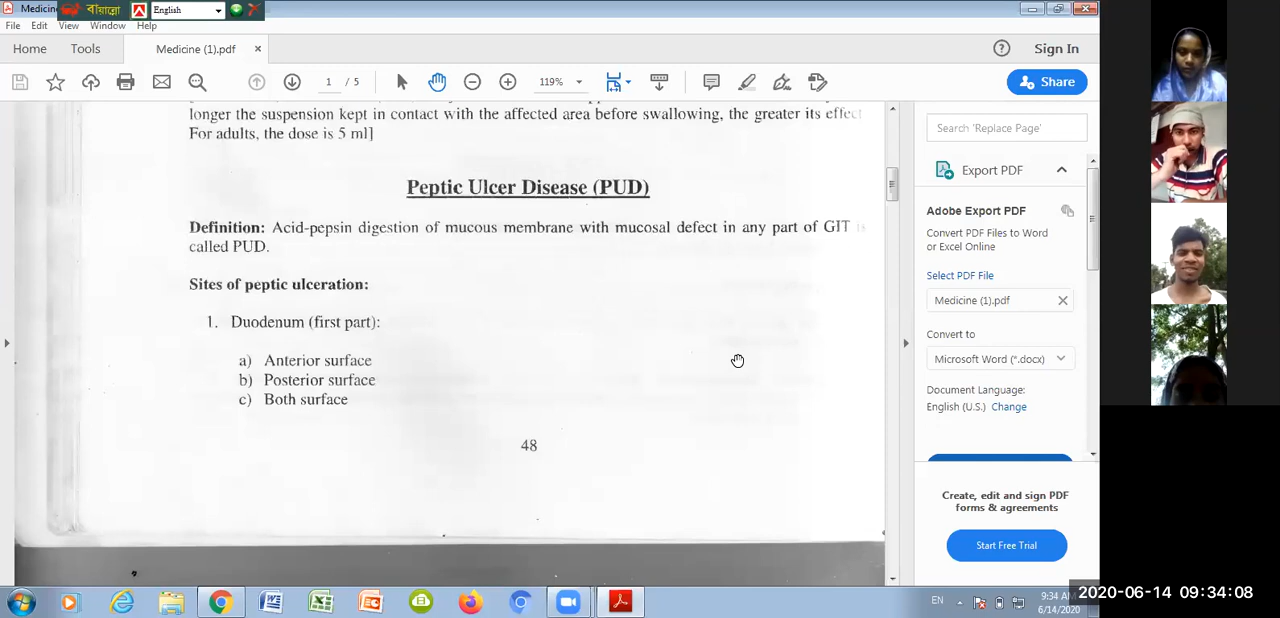 Medicin
বাঁয়ান্নো
English
File Edit View Window Help
Home Tools Medicine (1).pdf × Sign In
1 / 5 119% Share
longer the suspension kept in contact with the affected area before swallowing, the greater its effect
For adults, the dose is 5 ml]
Peptic Ulcer Disease (PUD)
Definition: Acid-pepsin digestion of mucous membrane with mucosal defect in any part of GIT
called PUD.
Sites of peptic ulceration:
1. Duodenum (first part):
a) Anterior surface
b) Posterior surface
c) Both surface
48
Search 'Replace Page'
Export PDF
Adobe Export PDF
Convert PDF Files to Word
or Excel Online
Select PDF File
Medicine (1).pdf
Convert to
Microsoft Word (*.docx)
Document Language:
English (U.S.) Change
Create, edit and sign PDF
forms & agreements
Start Free Trial
EN
9:34 AM
6/14/2020
2020-06-14 09:34:08